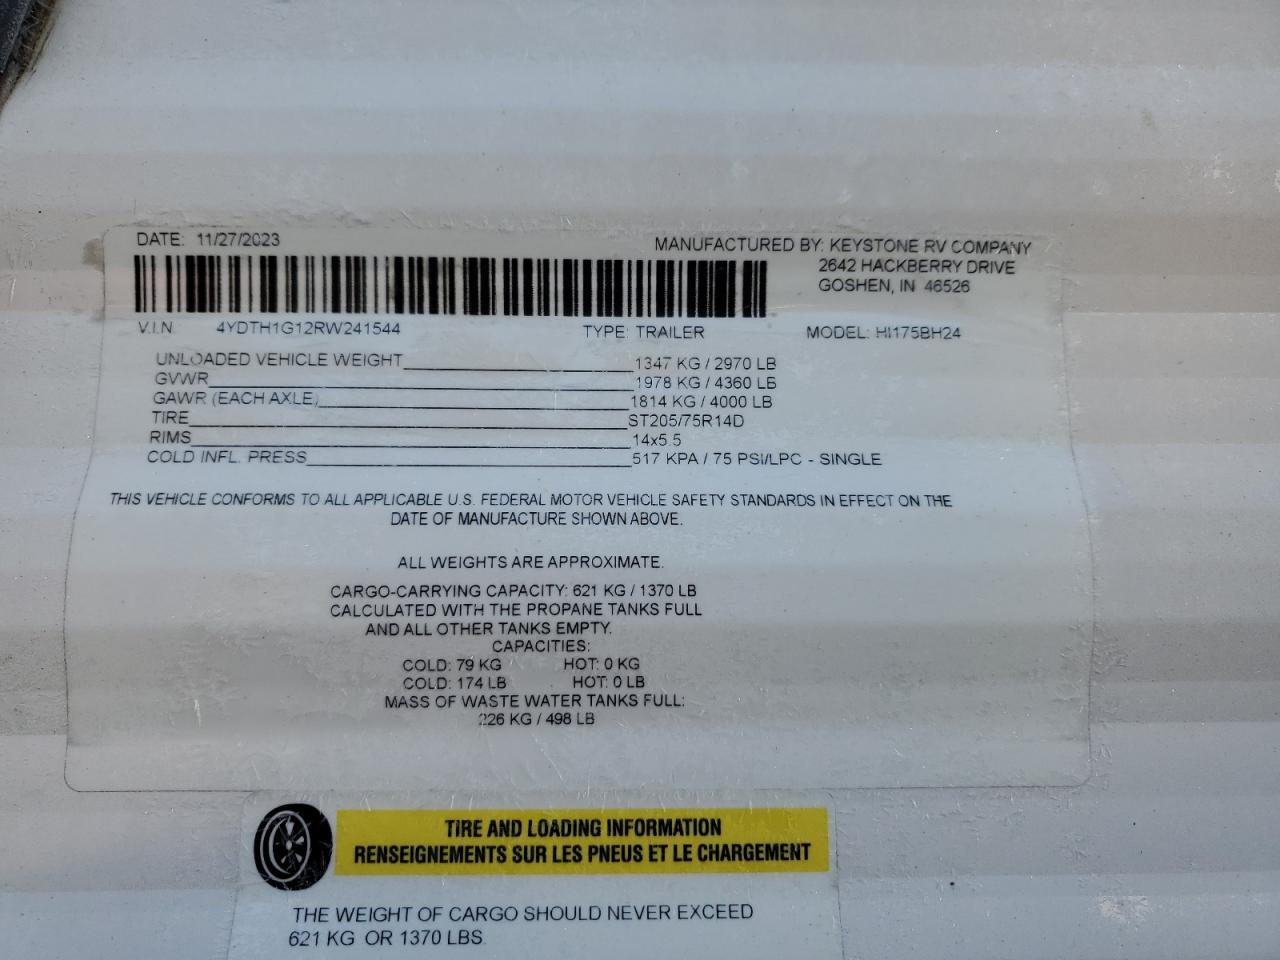 DATE: 11/27/2023 MANUFACTURED BY: KEYSTONE RV COMPANY
2642 HACKBERRY DRIVE
GOSHEN, IN 46526
V.I.N 4YDTH1G12RW241544 TYPE: TRAILER MODEL: HI175BH24
UNLOADED VEHICLE WEIGHT 1347 KG / 2970 LB
GVWR 1978 KG / 4360 LB
GAWR (EACH AXLE) 1814 KG / 4000 LB
TIRE ST205/75R14D
RIMS 14x5.5
COLD INFL. PRESS 517 KPA / 75 PSI/LPC - SINGLE
THIS VEHICLE CONFORMS TO ALL APPLICABLE U.S. FEDERAL MOTOR VEHICLE SAFETY STANDARDS IN EFFECT ON THE
DATE OF MANUFACTURE SHOWN ABOVE.
ALL WEIGHTS ARE APPROXIMATE.
CARGO-CARRYING CAPACITY: 621 KG / 1370 LB
CALCULATED WITH THE PROPANE TANKS FULL
AND ALL OTHER TANKS EMPTY.
CAPACITIES:
COLD: 79 KG HOT: 0 KG
COLD: 174 LB HOT: 0 LB
MASS OF WASTE WATER TANKS FULL:
226 KG / 498 LB
TIRE AND LOADING INFORMATION
RENSEIGNEMENTS SUR LES PNEUS ET LE CHARGEMENT
THE WEIGHT OF CARGO SHOULD NEVER EXCEED
621 KG OR 1370 LBS.